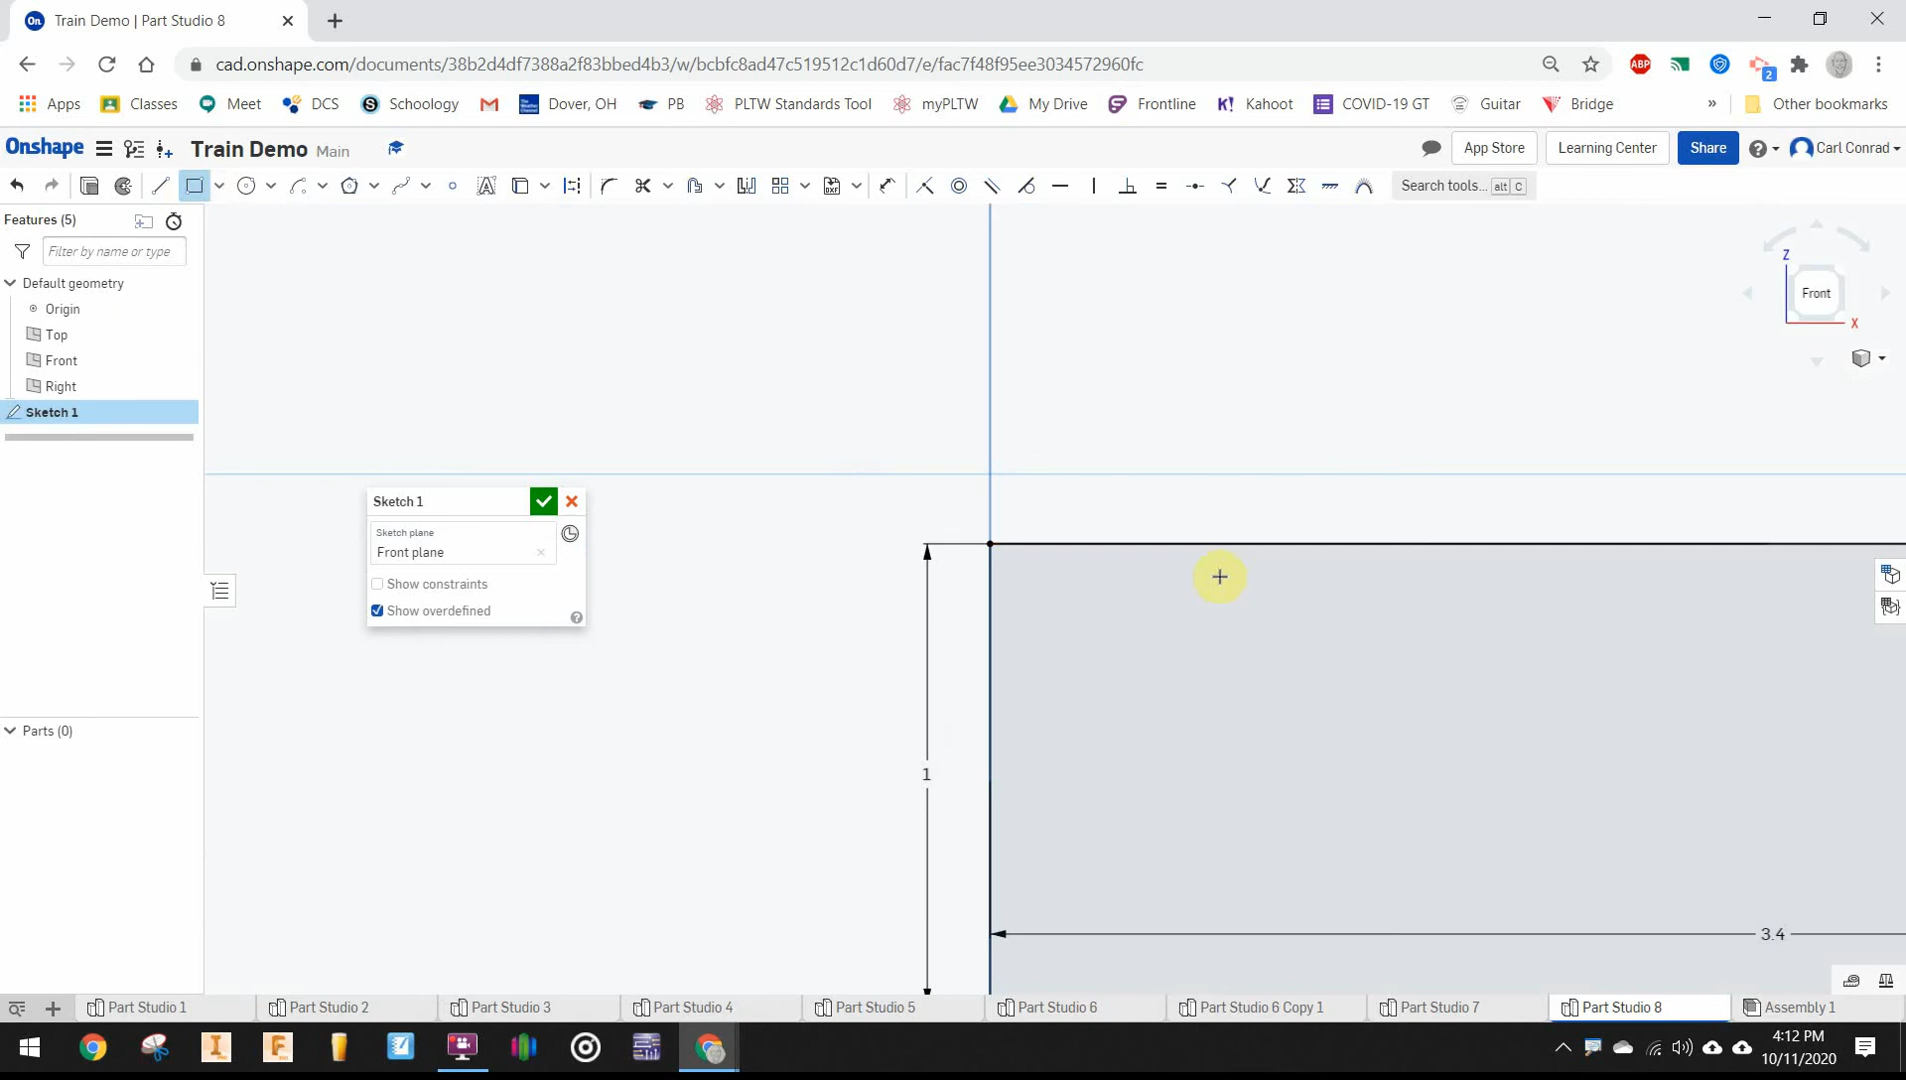 Train Demo | Part Studio 8
cad.onshape.com/documents/38b2d4df7388a2f83bbed4b3/w/bcbfc8ad47c519512c1d60d7/e/fac7f48f95ee3034572960fc
ABP
2
Apps Classes Meet DCS Schoology Dover, OH PB PLTW Standards Tool myPLTW My Drive Frontline Kahoot COVID-19 GT Guitar Bridge » Other bookmarks
Onshape Train Demo Main App Store Learning Center Share Carl Conrad
Search tools... alt C
Features (5)
Filter by name or type
Default geometry
Origin
Top
Front
Right
Sketch 1
Parts (0)
Z
Front
X
Sketch 1
Sketch plane
Front plane
Show constraints
Show overdefined
1
3.4
Part Studio 1 Part Studio 2 Part Studio 3 Part Studio 4 Part Studio 5 Part Studio 6 Part Studio 6 Copy 1 Part Studio 7 Part Studio 8 Assembly 1
4:12 PM
10/11/2020